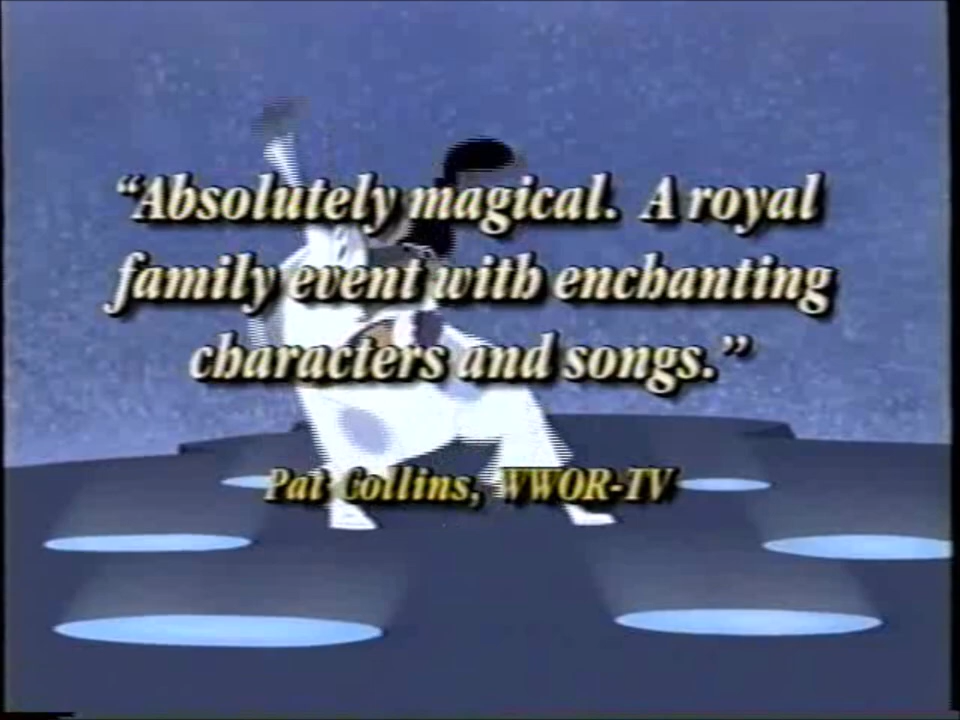 “Absolutely magical. A royal
family event with enchanting
characters and songs.”
Pat Collins, WWOR-TV